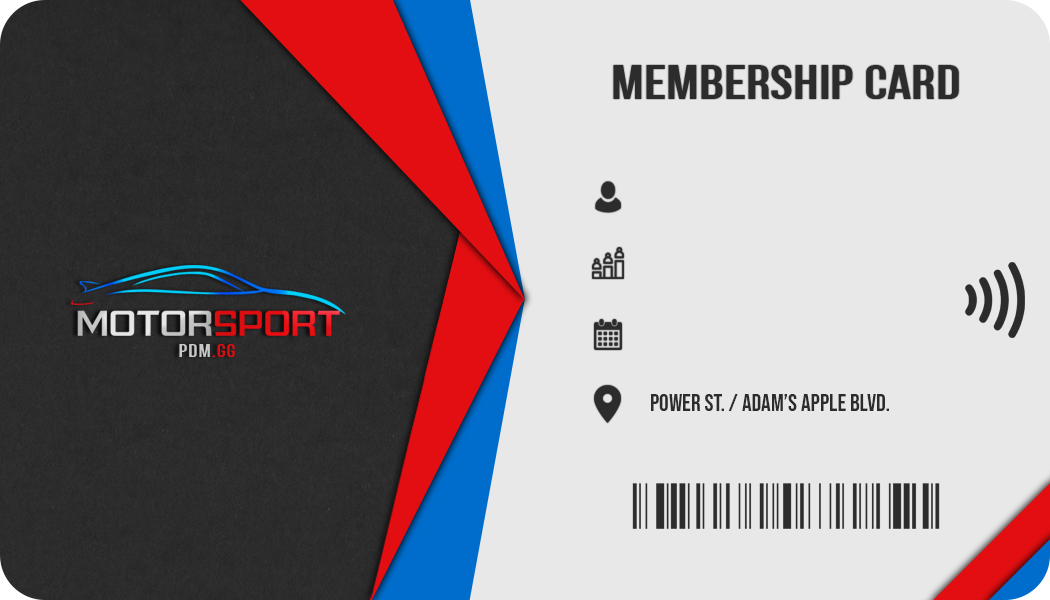 MEMBERSHIP CARD
MOTORSPORT
PDM.GG
POWER ST. / ADAM'S APPLE BLVD.